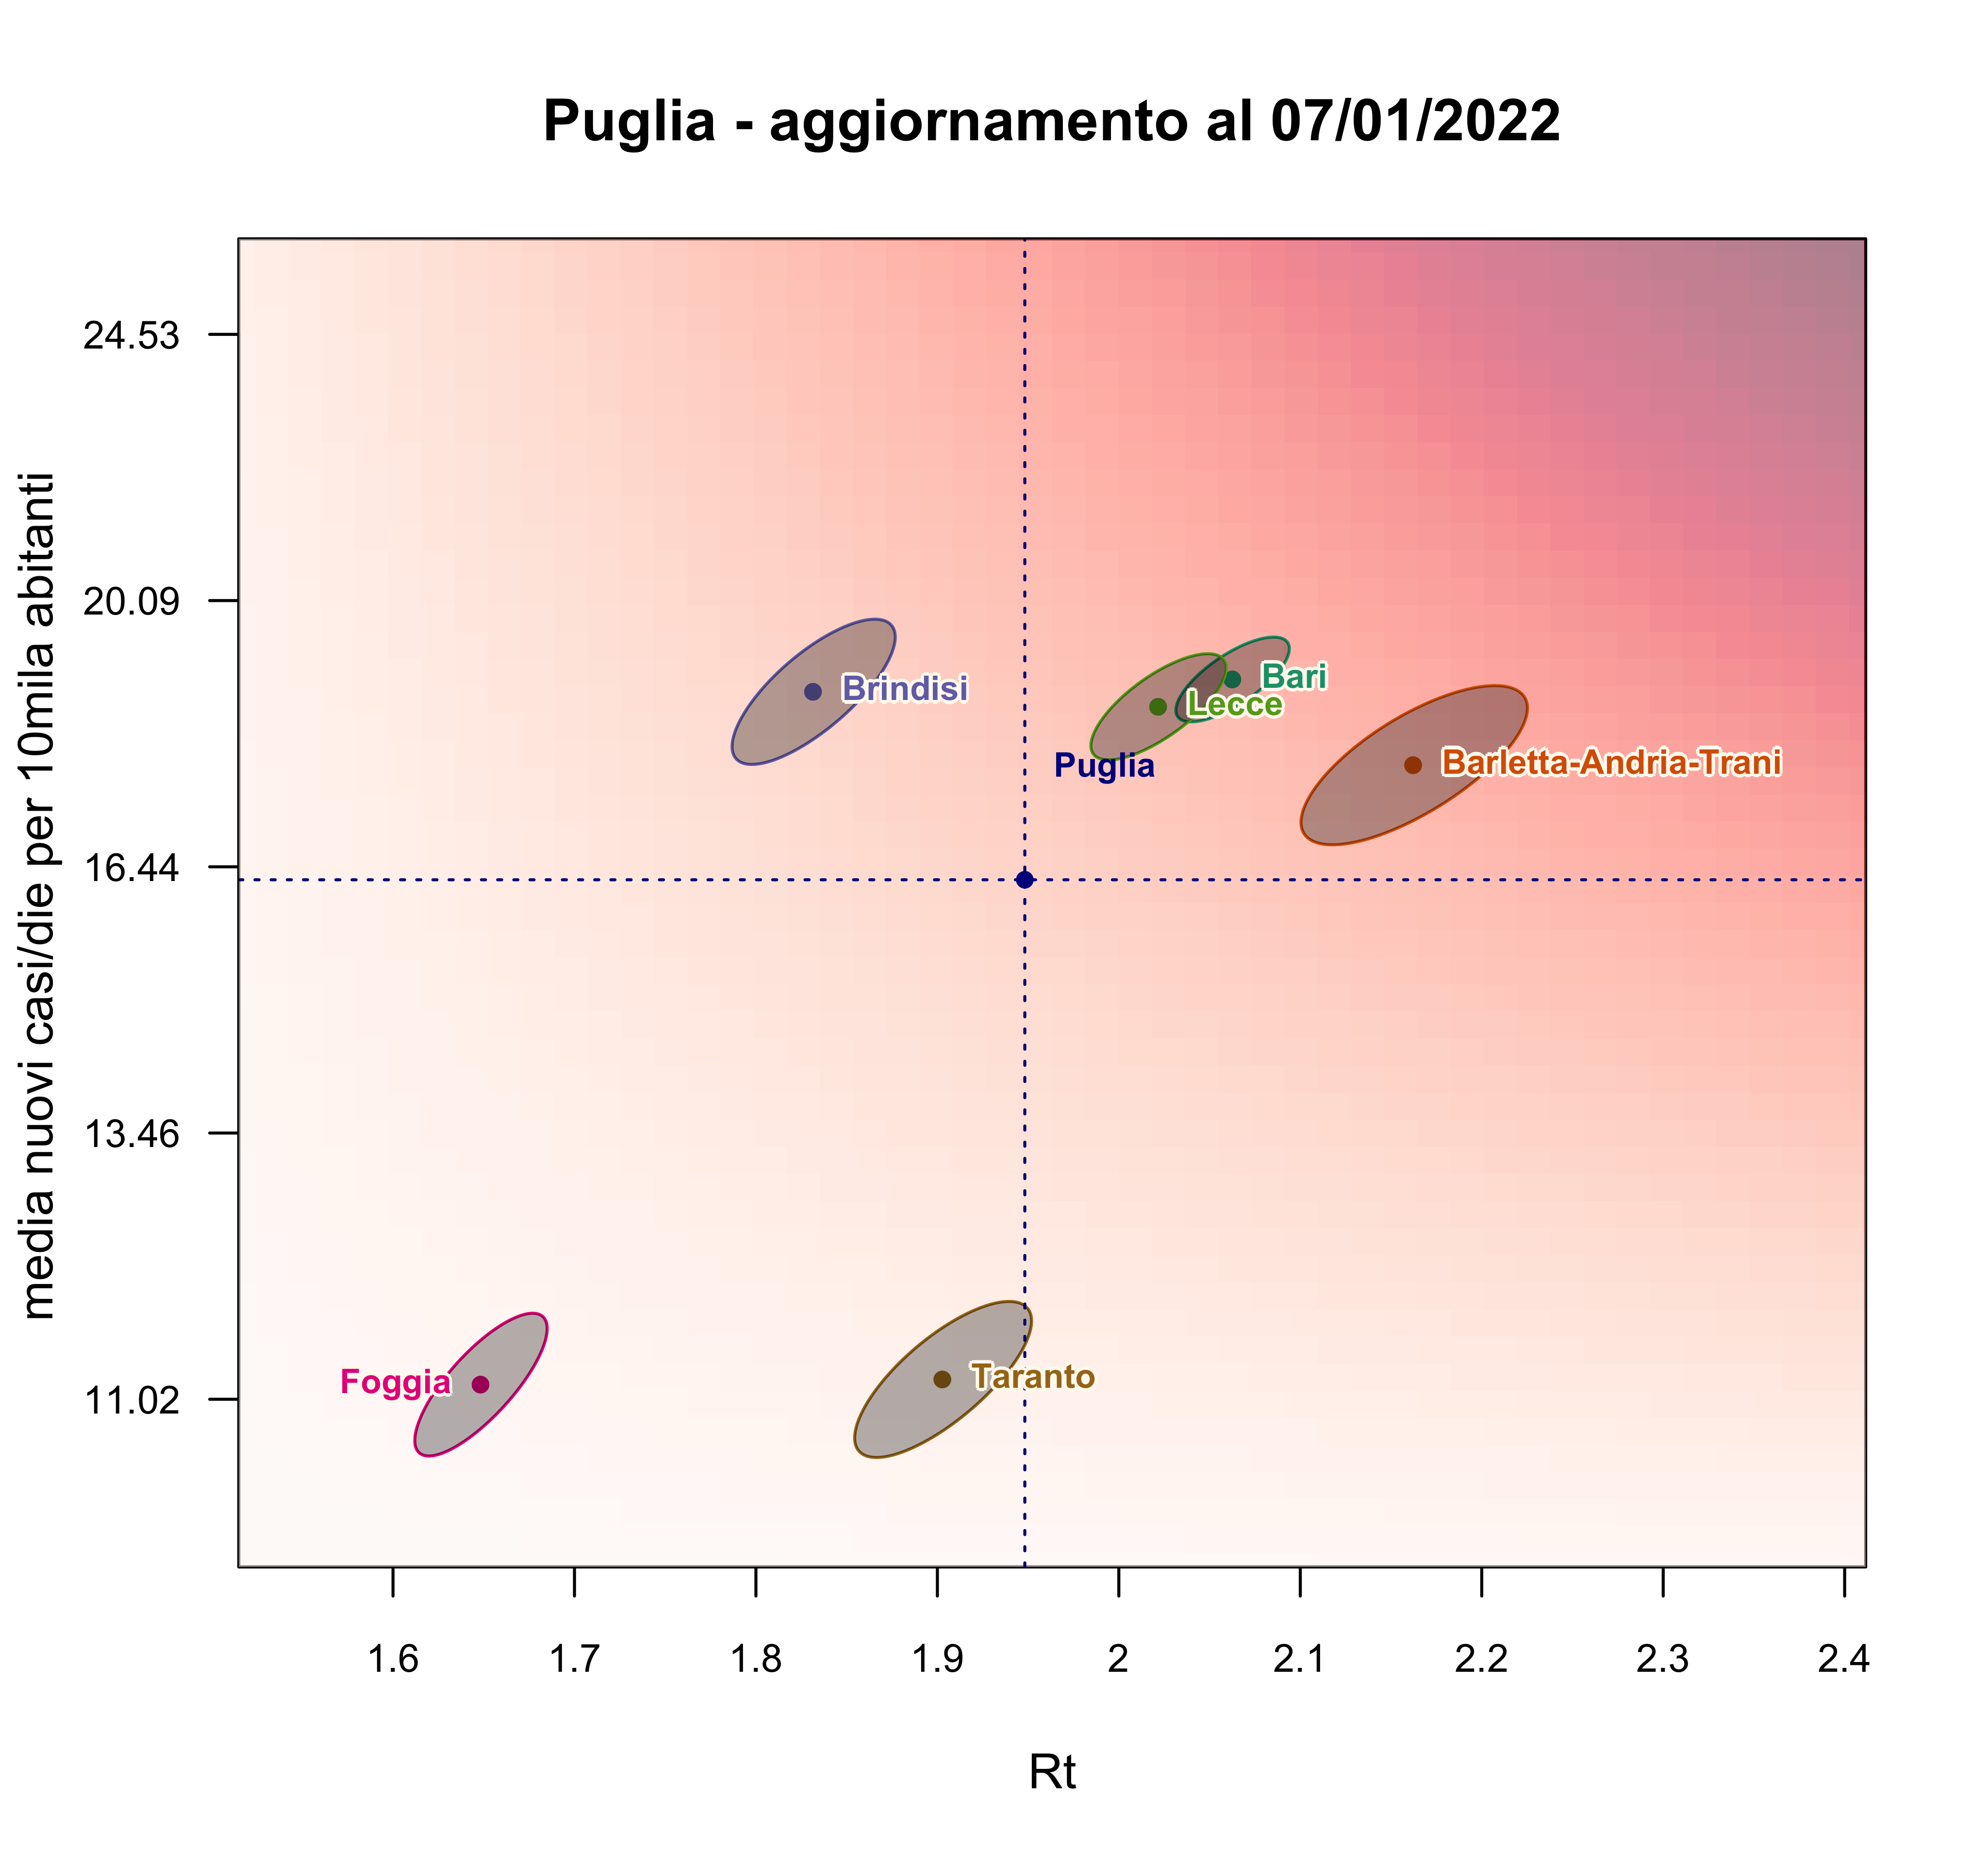 Puglia - aggiornamento al 07/01/2022
media nuovi casi/die per 10mila abitanti
24.53
20.09
16.44
13.46
11.02
Brindisi
Bari
Lecce
Puglia
Barletta-Andria-Trani
Foggia
Taranto
1.6
1.7
1.8
1.9
2
2.1
2.2
2.3
2.4
Rt